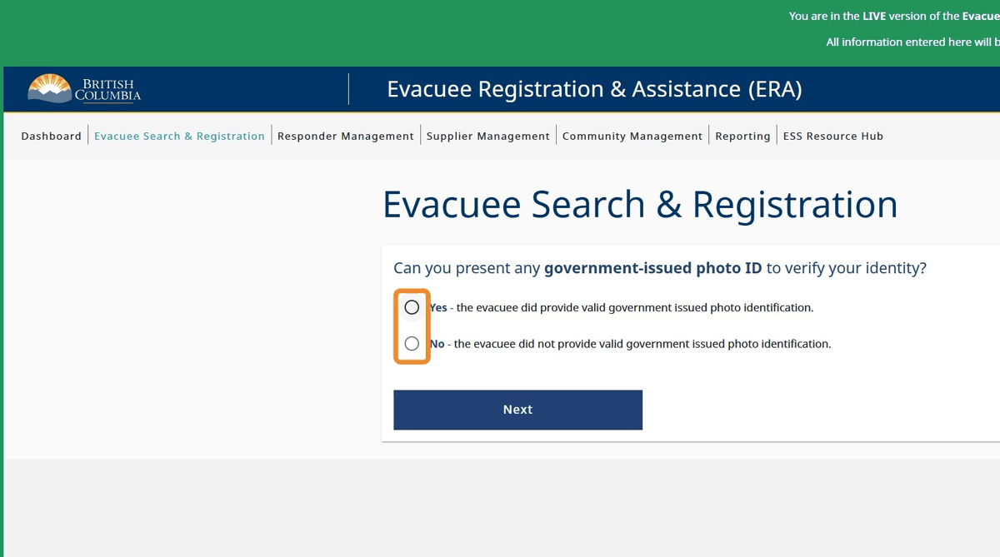 You are in the LIVE version of the Evacue
All information entered here will b
BRITISH
COLUMBIA
Evacuee Registration & Assistance (ERA)
Dashboard
Evacuee Search & Registration
Responder Management
Supplier Management
Community Management
Reporting
ESS Resource Hub
Evacuee Search & Registration
Can you present any government-issued photo ID to verify your identity?
Yes - the evacuee did provide valid government issued photo identification.
No - the evacuee did not provide valid government issued photo identification.
Next